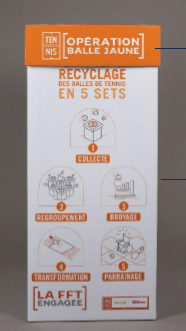 TEN
NIS
OPÉRATION
BALLE JAUNE
RECYCLAGE
DES BALLES DE TENNIS
EN 5 SETS
1
COLLECTE
2
REGROUPEMENT
3
BROYAGE
4
TRANSFORMATION
5
PARRAINAGE
LA FFT
ENGAGÉE